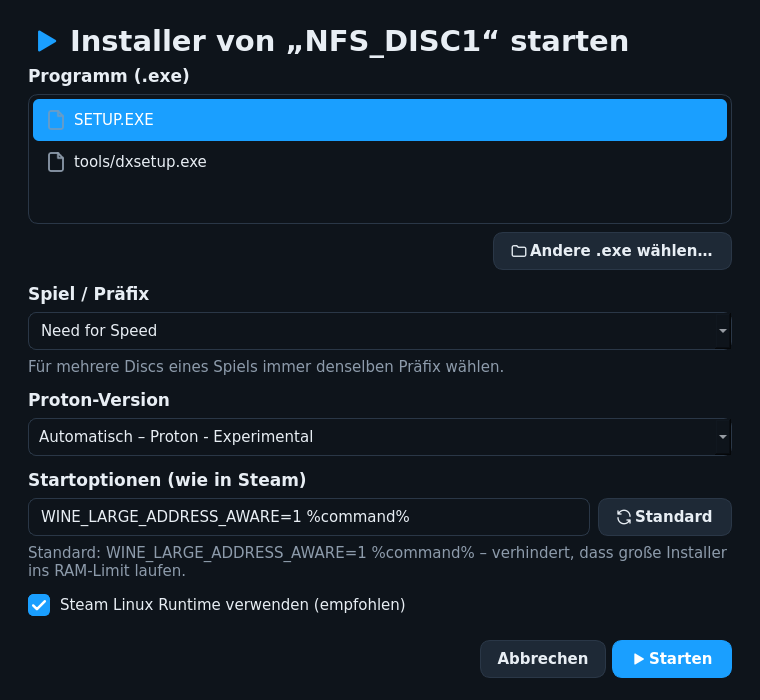 Installer von „NFS_DISC1“ starten
Programm (.exe)
SETUP.EXE
tools/dxsetup.exe
Andere .exe wählen…
Spiel / Präfix
Need for Speed
Für mehrere Discs eines Spiels immer denselben Präfix wählen.
Proton-Version
Automatisch – Proton - Experimental
Startoptionen (wie in Steam)
WINE_LARGE_ADDRESS_AWARE=1 %command%
Standard
Standard: WINE_LARGE_ADDRESS_AWARE=1 %command% – verhindert, dass große Installer
ins RAM-Limit laufen.
Steam Linux Runtime verwenden (empfohlen)
Abbrechen
Starten